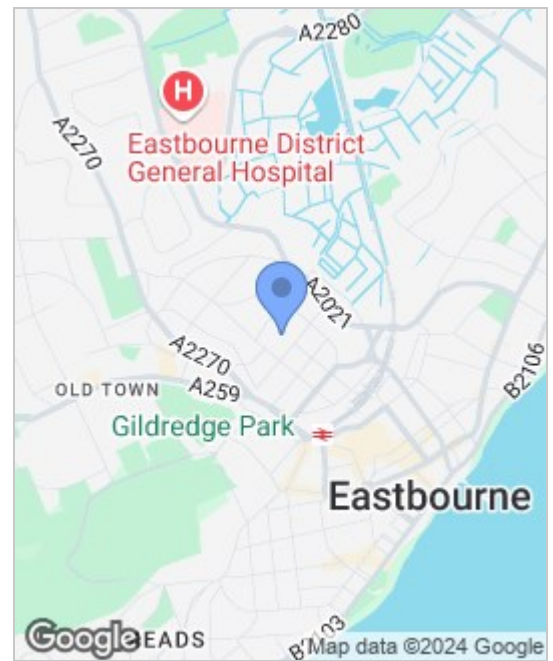 A2280
H
A2270
Eastbourne District
General Hospital
A2021
A2270
OLD TOWN
A259
B2106
Gildredge Park
Eastbourne
Google
EADS
B2103
Map data ©2024 Google